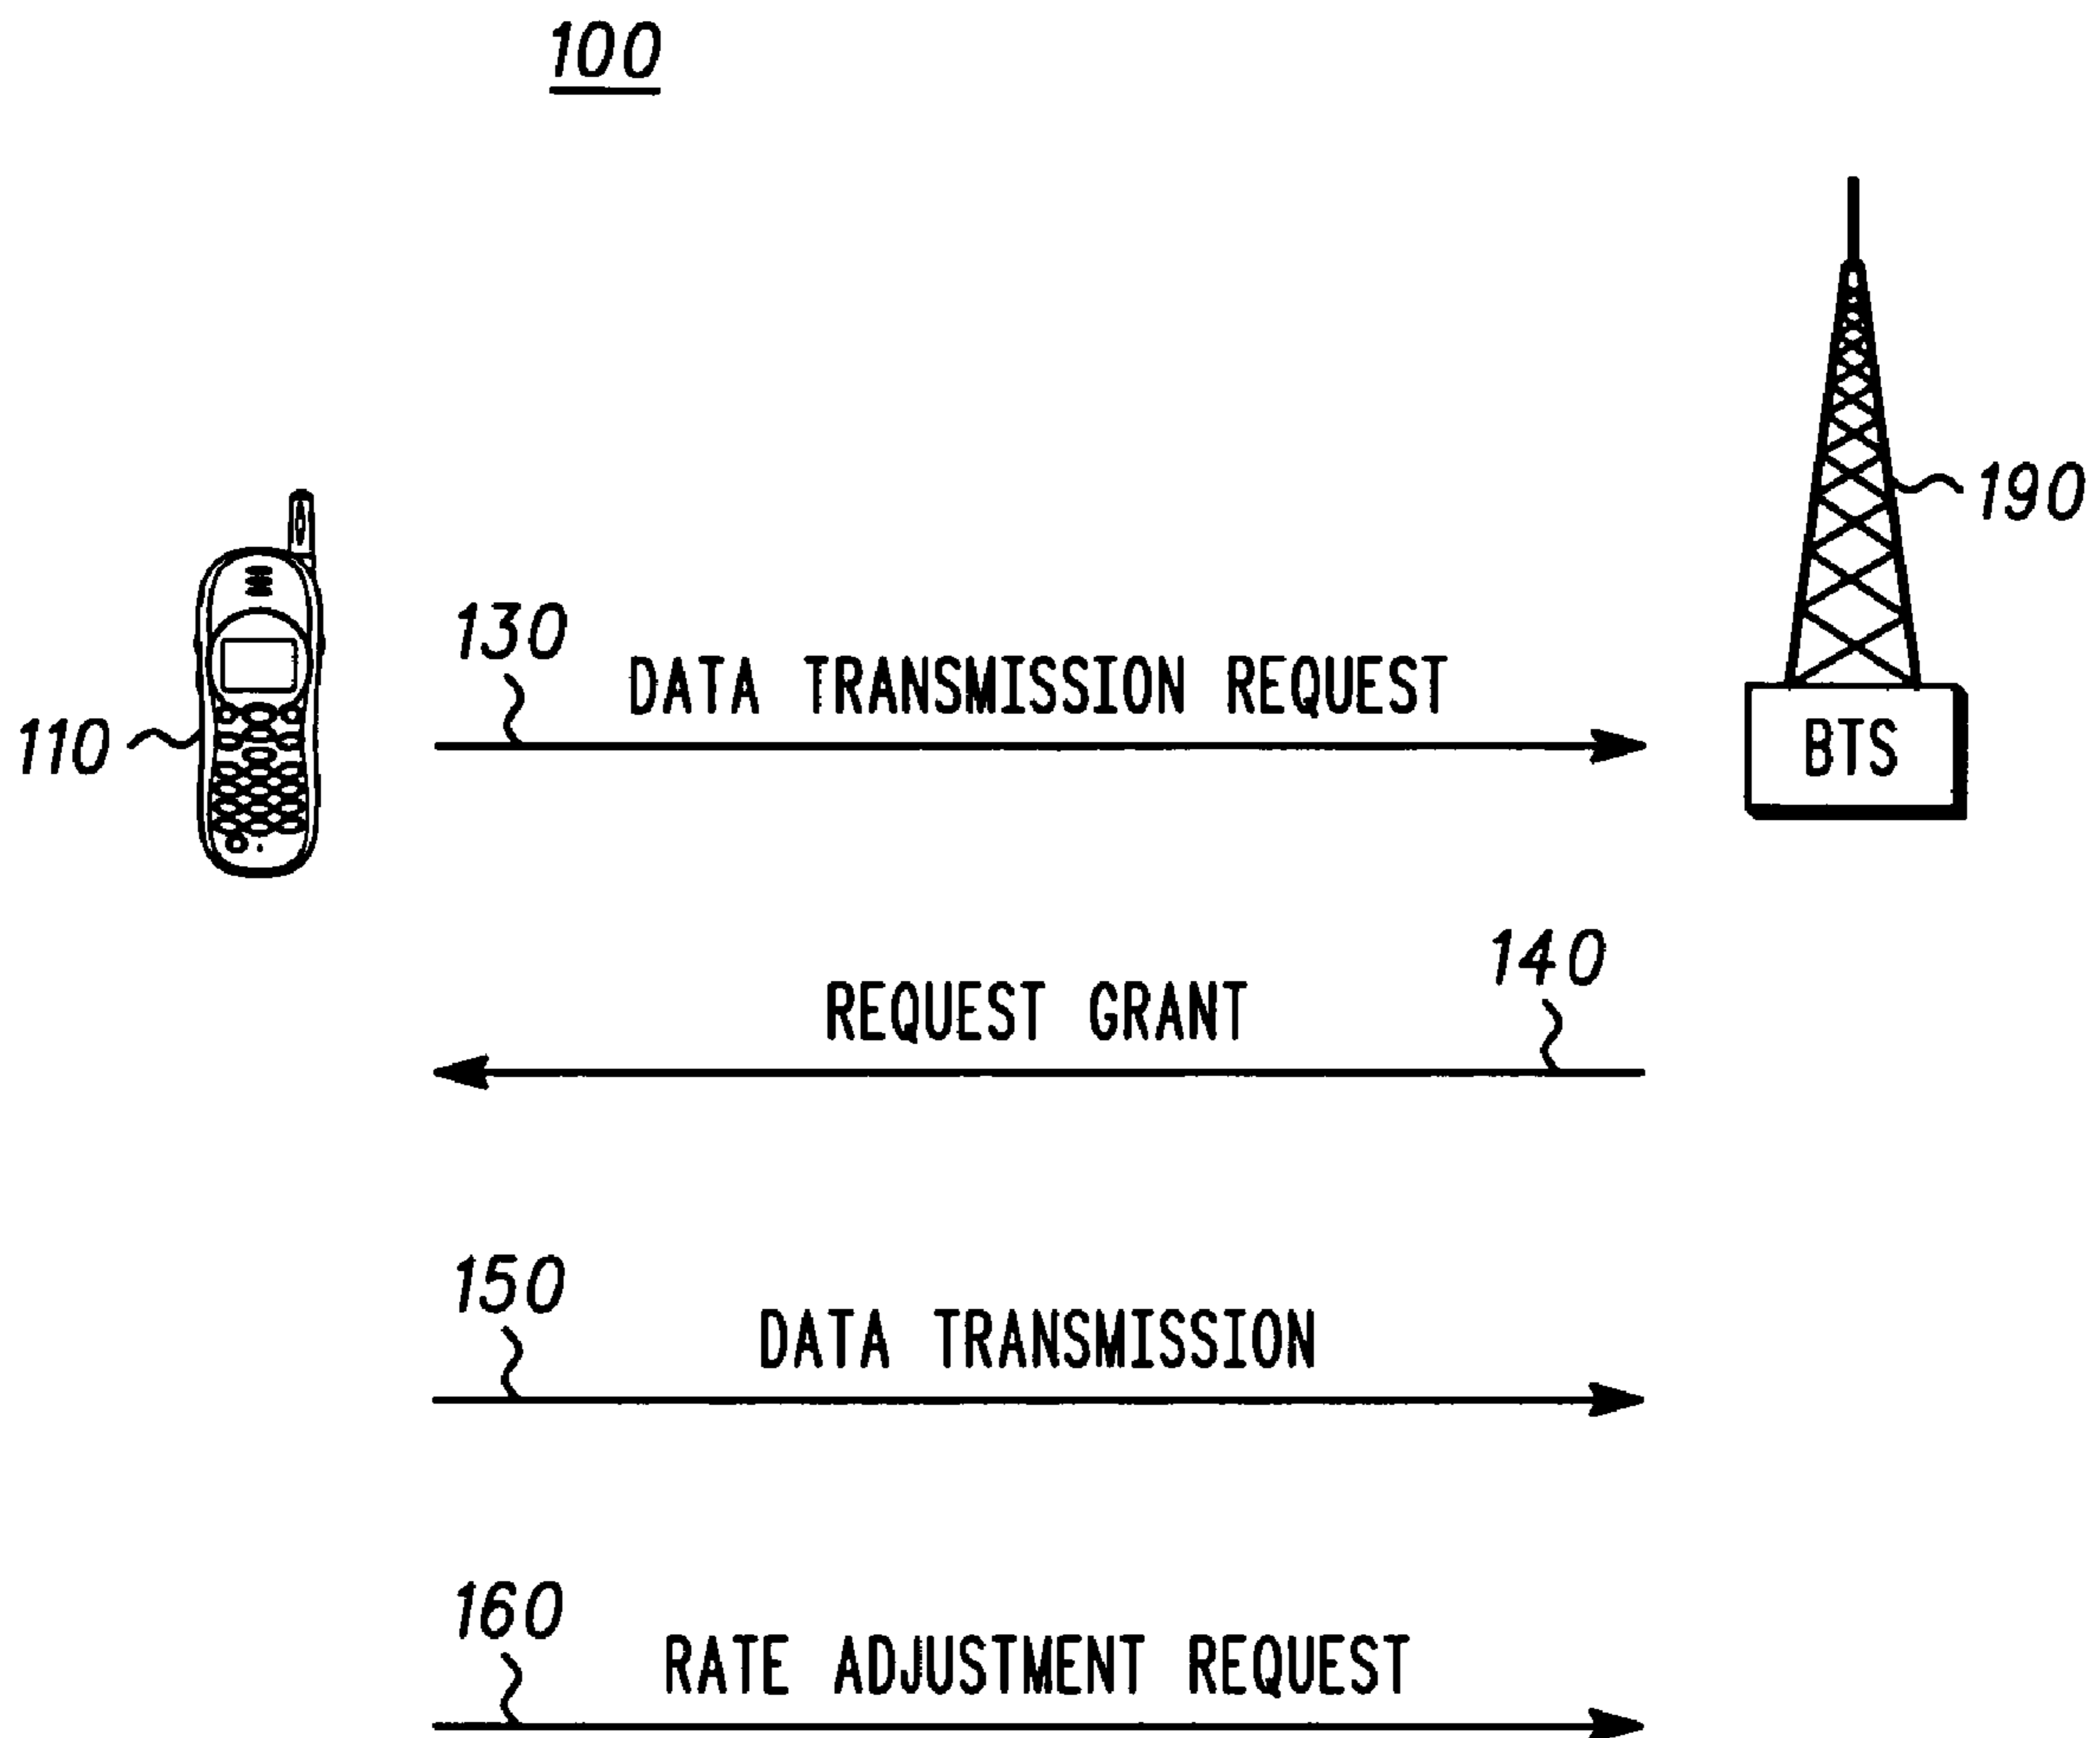 100
190
130
DATA TRANSMISSION REQUEST
110
BTS
140
REQUEST GRANT
150
DATA TRANSMISSION
160
RATE ADJUSTMENT REQUEST